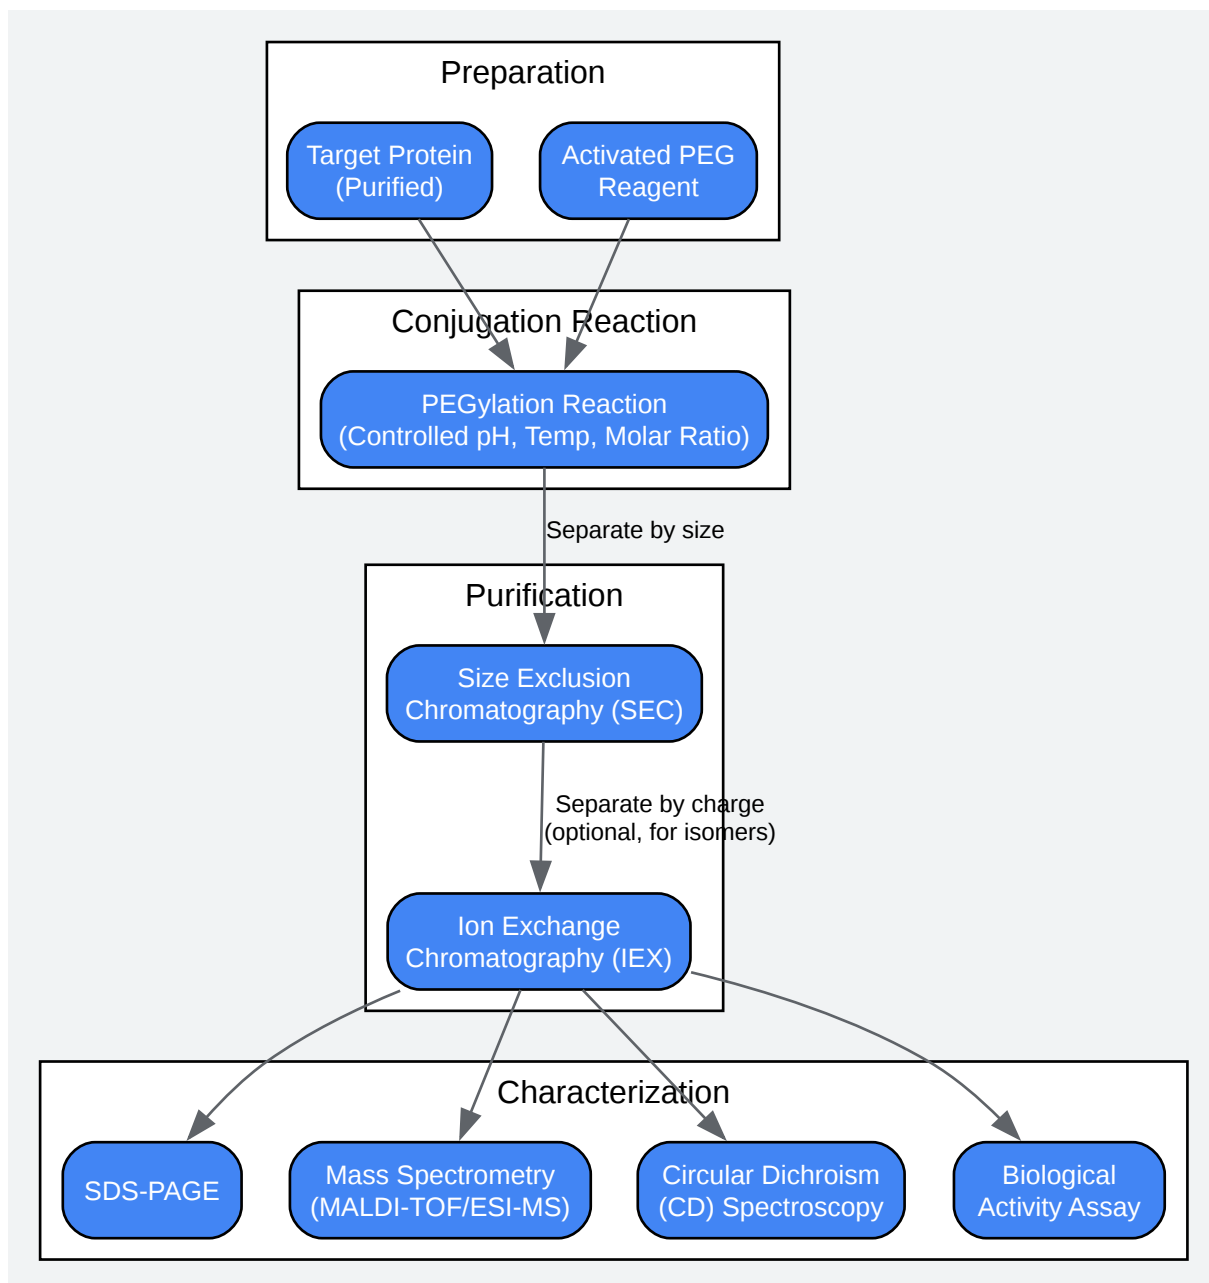 Preparation
Target Protein
(Purified)
Activated PEG
Reagent
Conjugation Reaction
PEGylation Reaction
(Controlled pH, Temp, Molar Ratio)
Separate by size
Purification
Size Exclusion
Chromatography (SEC)
Separate by charge
(optional, for isomers)
Ion Exchange
Chromatography (IEX)
Characterization
SDS-PAGE
Mass Spectrometry
(MALDI-TOF/ESI-MS)
Circular Dichroism
(CD) Spectroscopy
Biological
Activity Assay